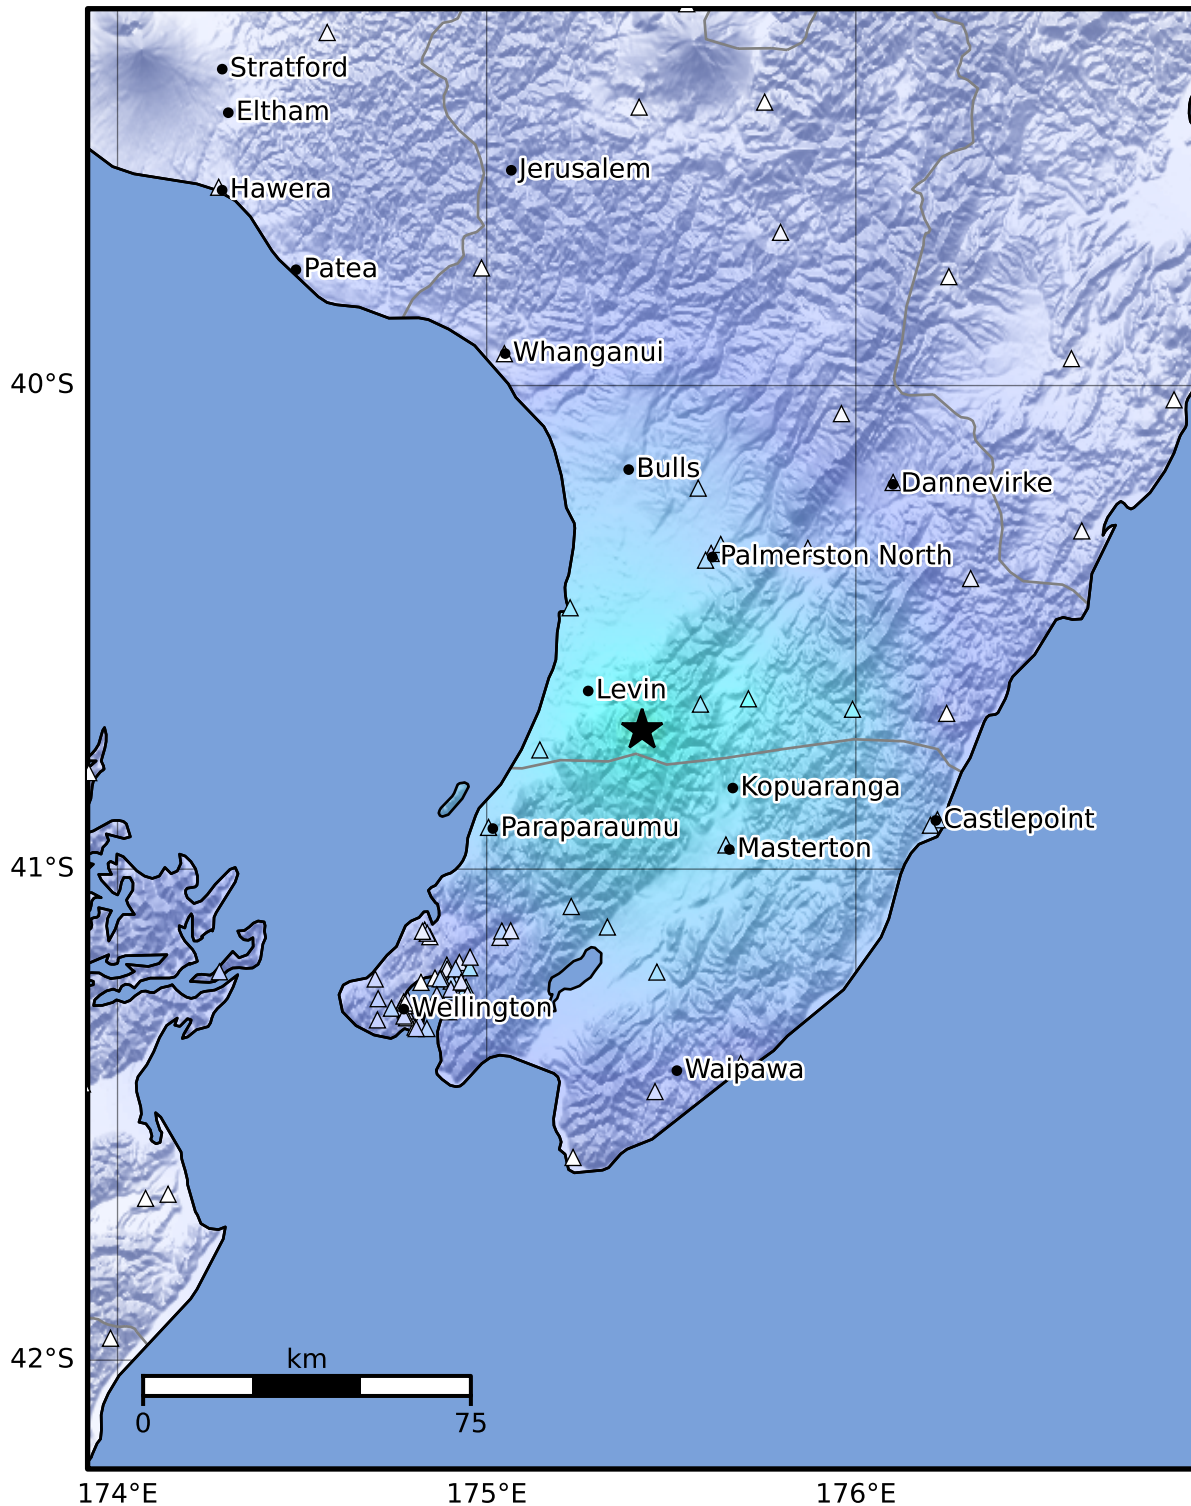 Stratford
Eltham
Jerusalem
Hawera
Patea
Whanganui
40°S
Bulls
Dannevirke
Palmerston North
Levin
Kopuaranga
Castlepoint
Paraparaumu
Masterton
41°S
Wellington
Waipawa
km
42°S
0 75
174°E 175°E 176°E